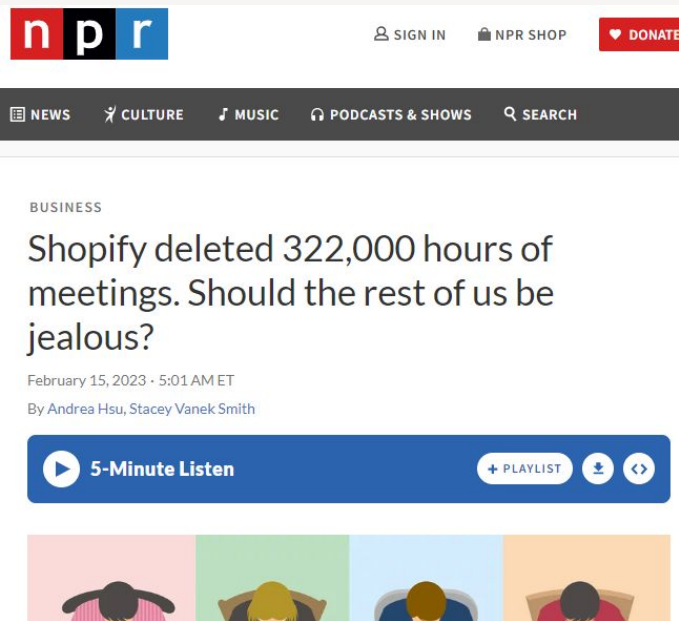 npr
SIGN IN
NPR SHOP
DONATE
NEWS
CULTURE
MUSIC
PODCASTS & SHOWS
SEARCH
BUSINESS
Shopify deleted 322,000 hours of
meetings. Should the rest of us be
jealous?
February 15, 2023 · 5:01 AM ET
By Andrea Hsu, Stacey Vanek Smith
5-Minute Listen
+ PLAYLIST